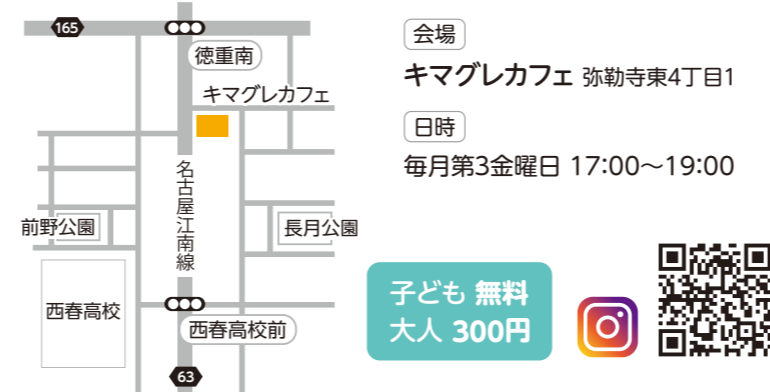 165
徳重南
キマグレカフェ
名古屋江南線
前野公園
長月公園
西春高校
西春高校前
63
会場
キマグレカフェ 弥勒寺東4丁目1
日時
毎月第3金曜日 17:00〜19:00
子ども 無料
大人 300円